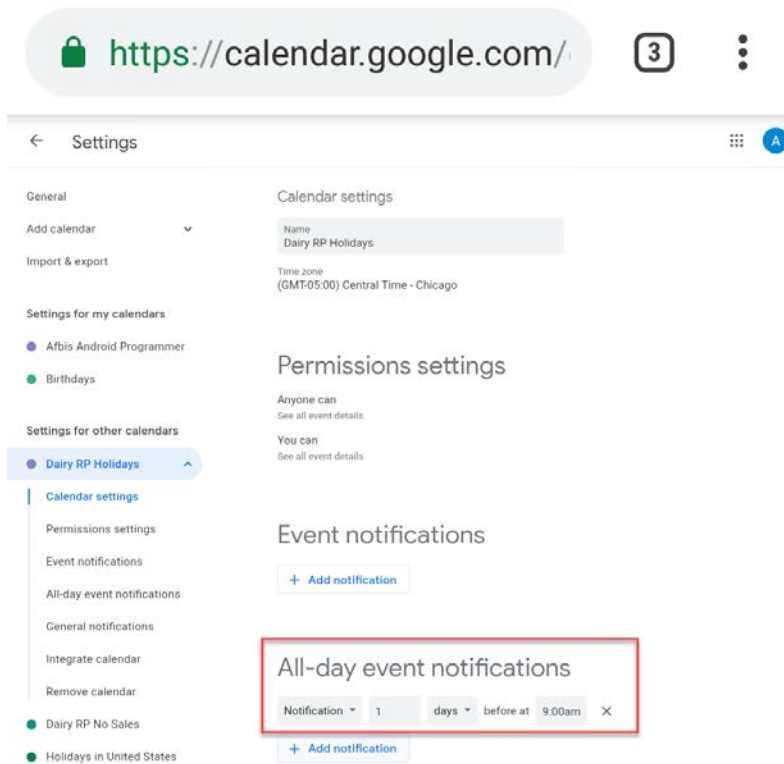 https://calendar.google.com/
3
Settings
A
General
Add calendar
Import & export
Settings for my calendars
Afbis Android Programmer
Birthdays
Settings for other calendars
Dairy RP Holidays
Calendar settings
Permissions settings
Event notifications
All-day event notifications
General notifications
Integrate calendar
Remove calendar
Dairy RP No Sales
Holidays in United States
Calendar settings
Name
Dairy RP Holidays
Time zone
(GMT-05:00) Central Time - Chicago
Permissions settings
Anyone can
See all event details
You can
See all event details
Event notifications
+ Add notification
All-day event notifications
Notification 1 days before at 9:00am ×
+ Add notification